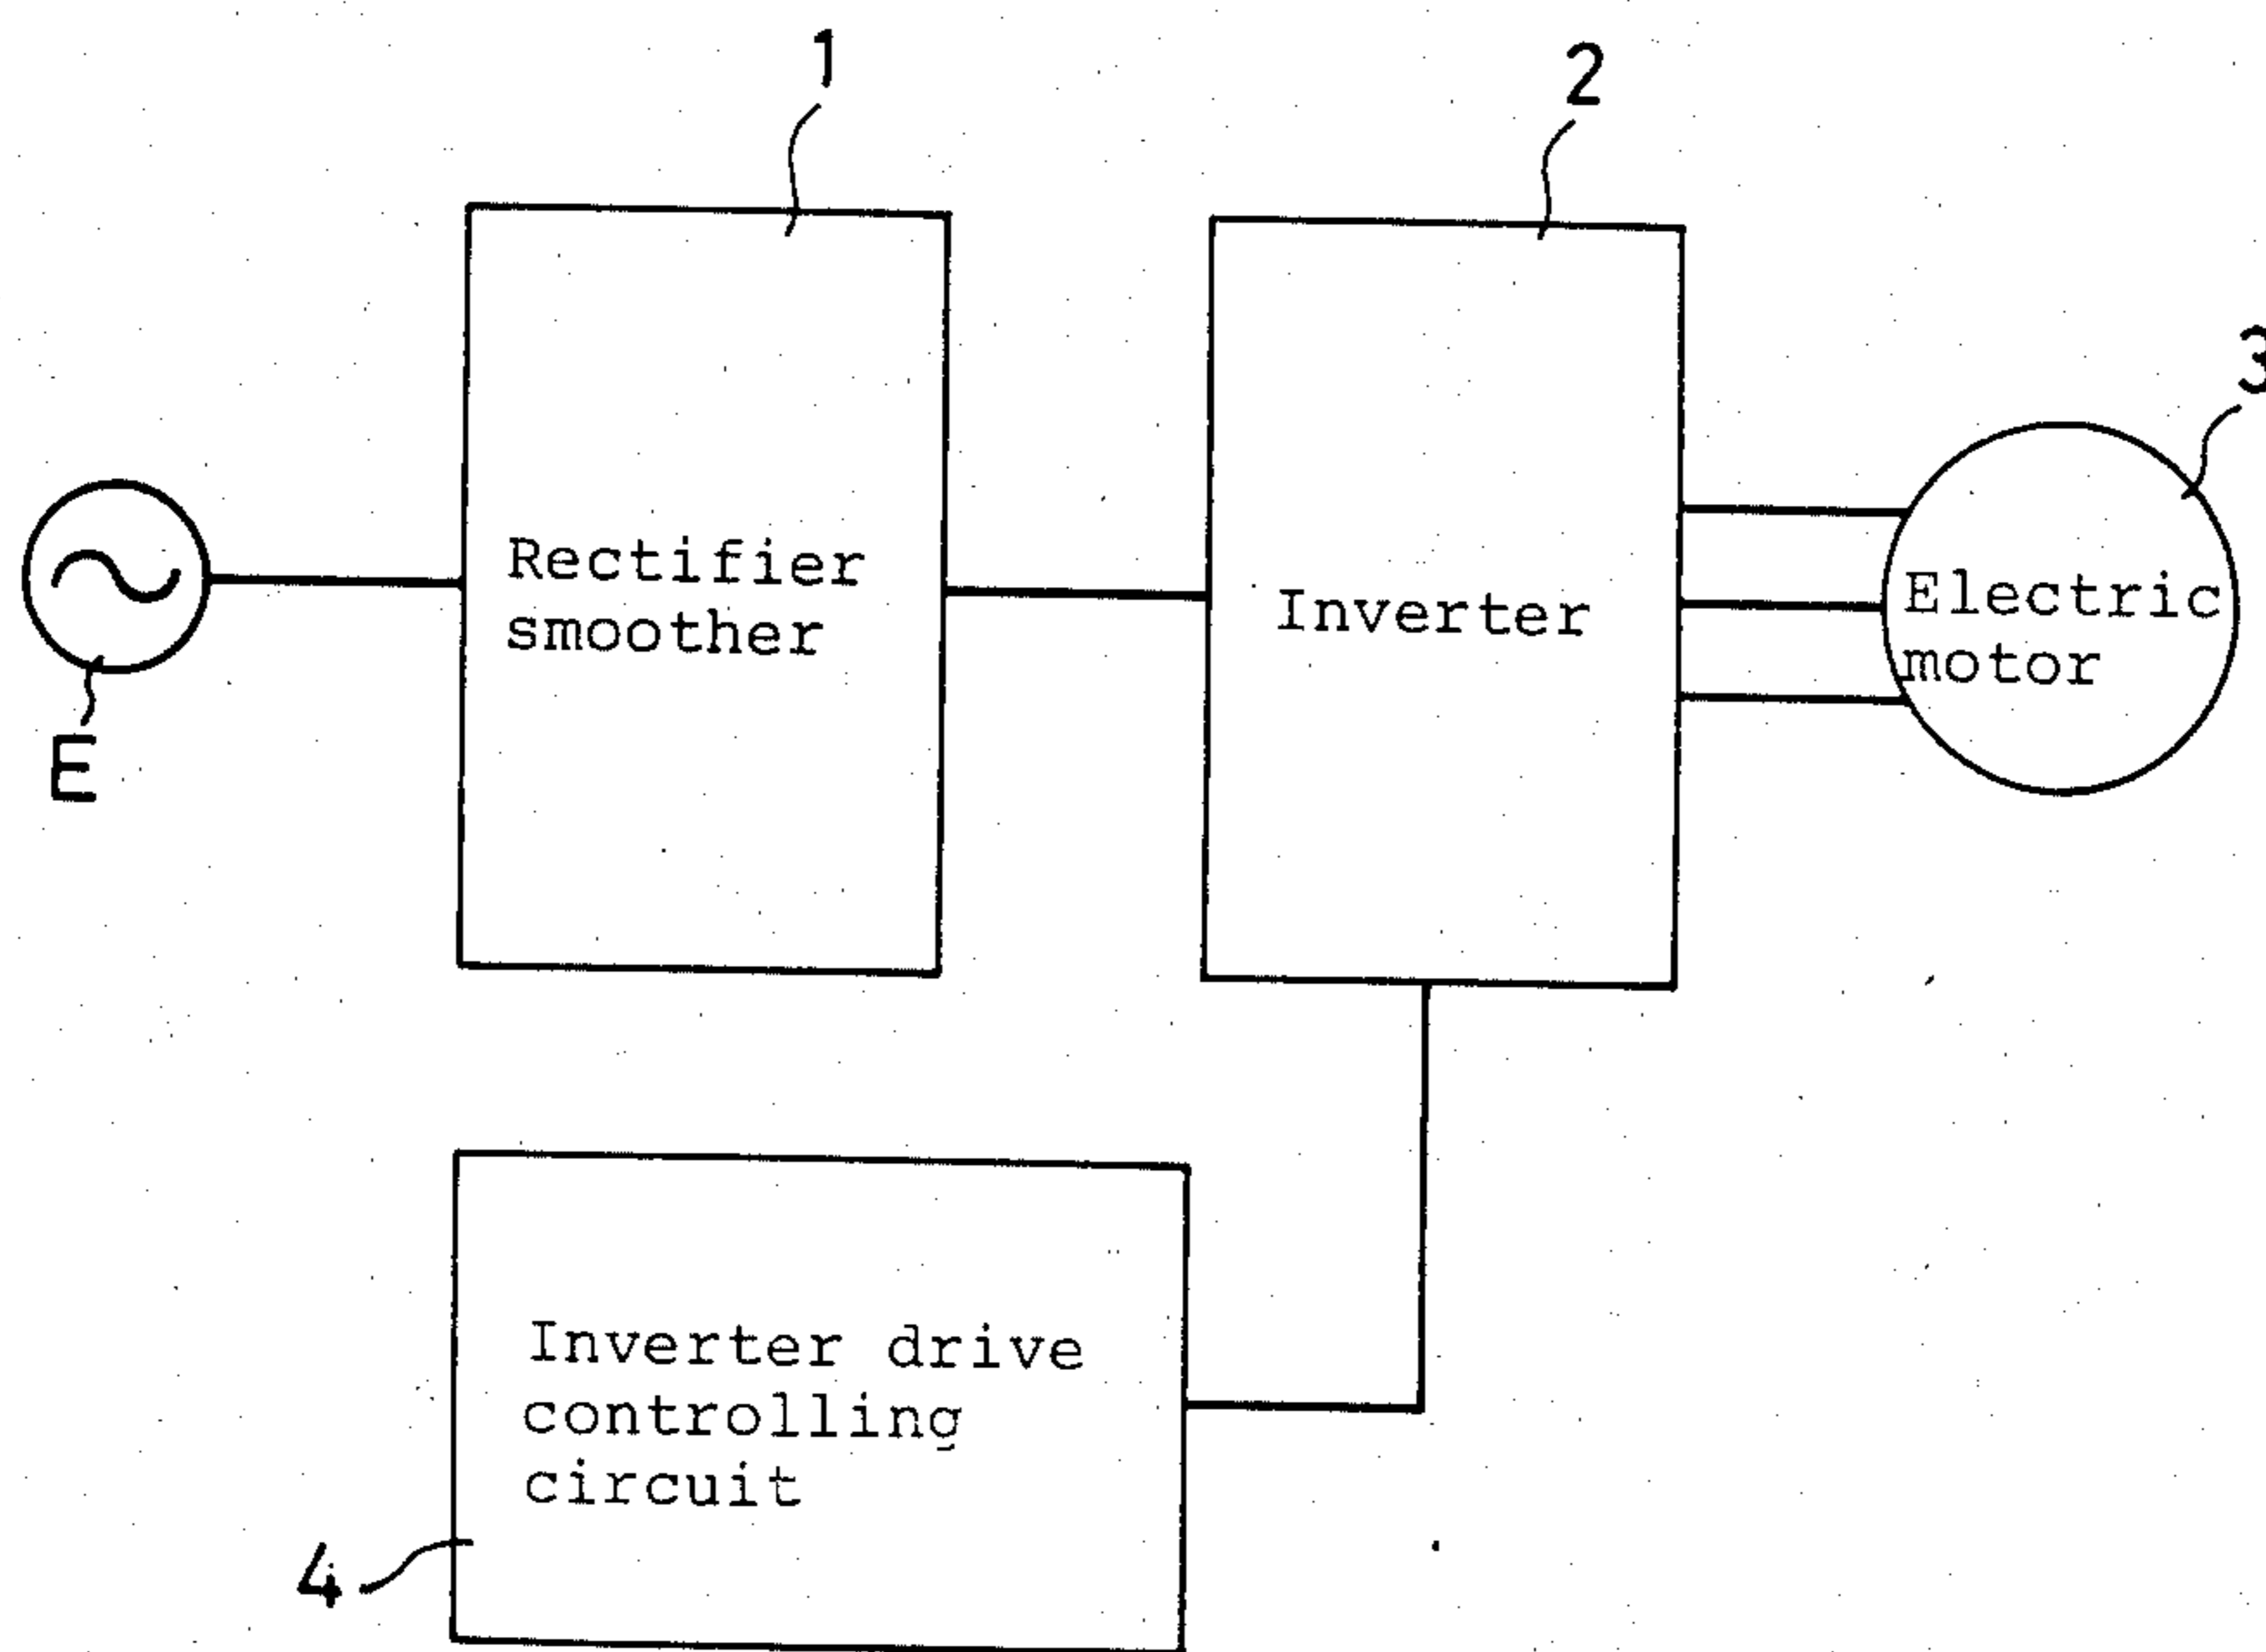 1
2
3
Rectifier
smoother
Inverter
Electric
motor
E
Inverter drive
controlling
circuit
4